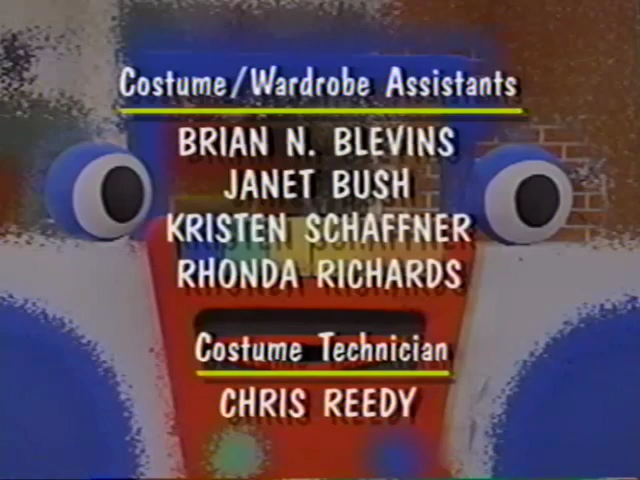 Costume/Wardrobe Assistants
BRIAN N. BLEVINS
JANET BUSH
KRISTEN SCHAFFNER
RHONDA RICHARDS
Costume Technician
CHRIS REEDY